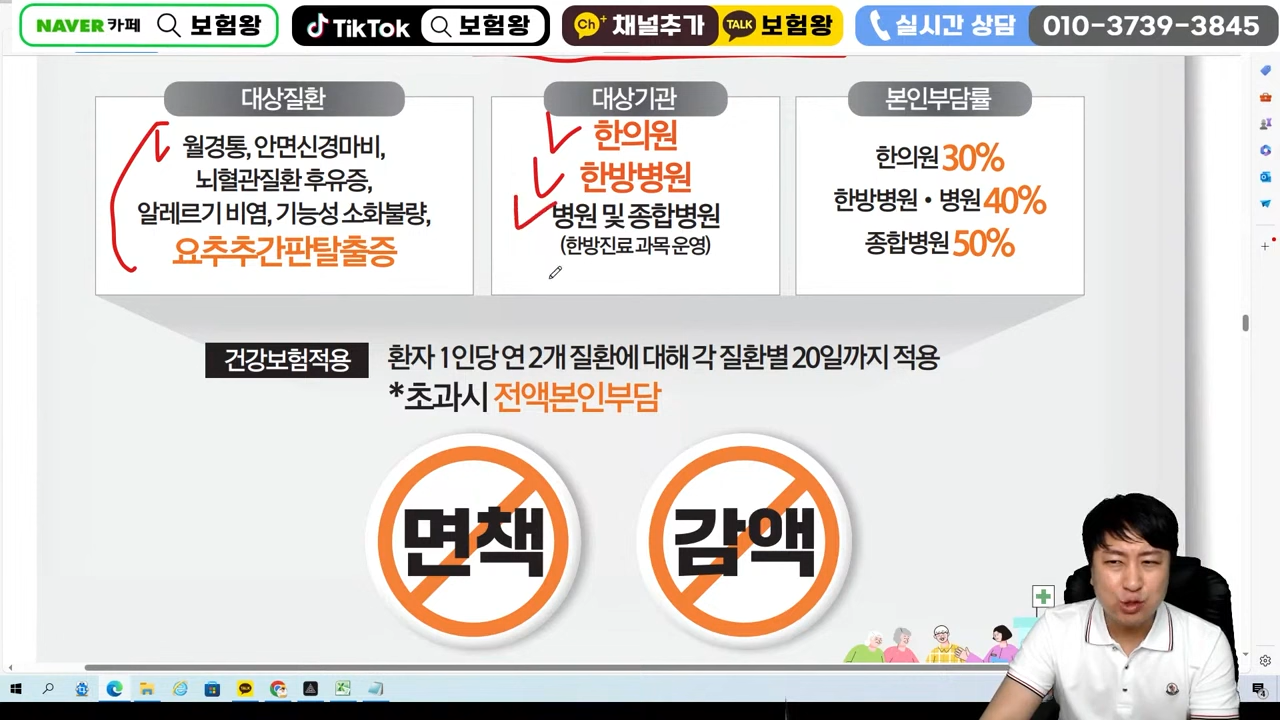 NAVER 카페 보험왕
TikTok 보험왕
Ch+ 채널추가 TALK 보험왕
실시간 상담 010-3739-3845
대상질환
월경통, 안면신경마비,
뇌혈관질환 후유증,
알레르기 비염, 기능성 소화불량,
요추추간판탈출증
대상기관
한의원
한방병원
병원 및 종합병원
(한방진료 과목 운영)
본인부담률
한의원 30%
한방병원·병원 40%
종합병원 50%
건강보험적용 환자 1인당 연 2개 질환에 대해 각 질환별 20일까지 적용
*초과시 전액본인부담
면책
감액